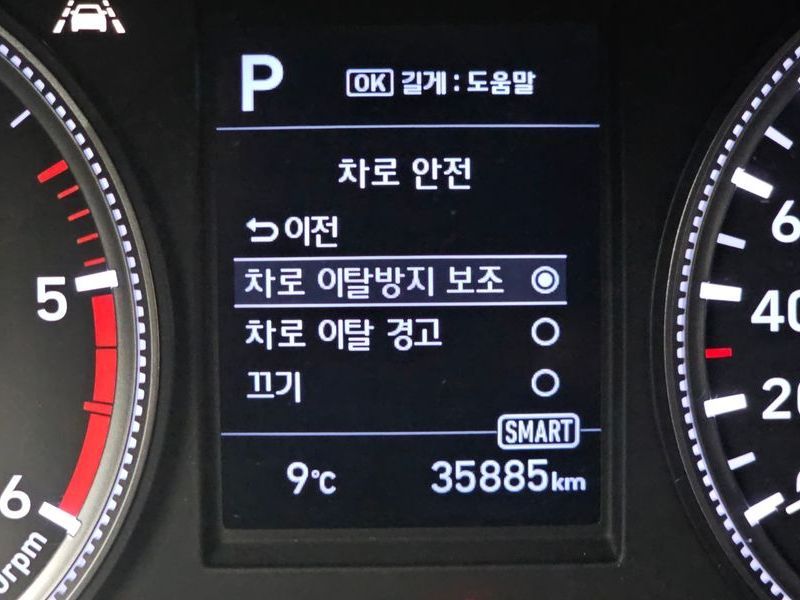 P
OK 길게 : 도움말
차로 안전
이전
차로 이탈방지 보조
차로 이탈 경고
끄기
SMART
9°C
35885km
5
6
rpm
6
40
20